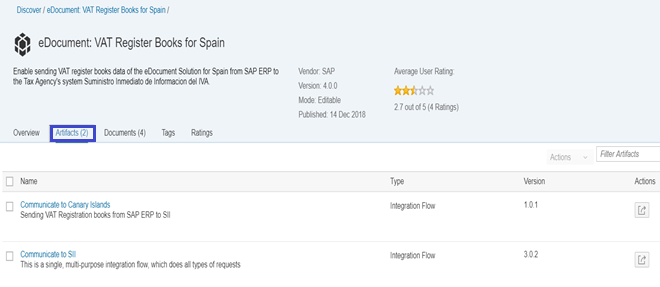 Discover / eDocument: VAT Register Books for Spain /
eDocument: VAT Register Books for Spain
Enable sending VAT register books data of the eDocument Solution for Spain from SAP ERP to
the Tax Agency's system Suministro Inmediato de Informacion del IVA.
Vendor: SAP
Version: 4.0.0
Mode: Editable
Published: 14 Dec 2018
Average User Rating:
2.7 out of 5 (4 Ratings)
Overview Artifacts (2) Documents (4) Tags Ratings
Actions Filter Artifacts
Name Type Version Actions
Communicate to Canary Islands Integration Flow 1.0.1
Sending VAT Registration books from SAP ERP to SII
Communicate to SII Integration Flow 3.0.2
This is a single, multi-purpose integration flow, which does all types of requests